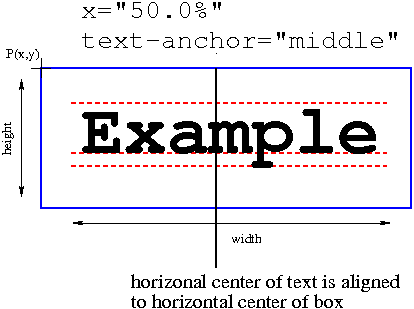 x="50.0%"
text-anchor="middle"
P(x,y)
height
Example
width
horizonal center of text is aligned
to horizontal center of box